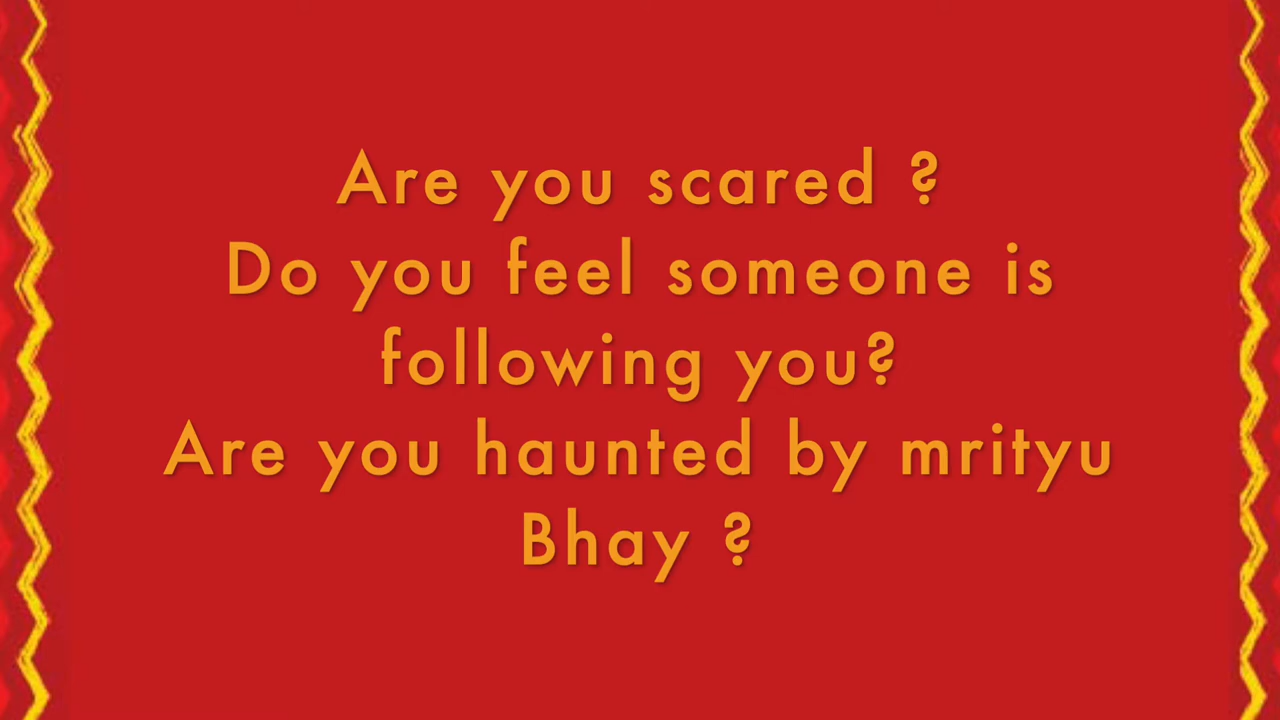 Are you scared ?
Do you feel someone is
following you?
Are you haunted by mrityu
Bhay ?